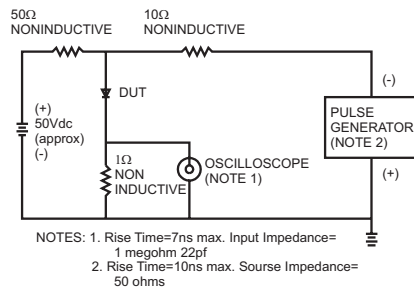 50Ω
NONINDUCTIVE
10Ω
NONINDUCTIVE
DUT
(+)
50Vdc
(approx)
(-)
1Ω
NON
INDUCTIVE
OSCILLOSCOPE
(NOTE 1)
(-)
PULSE
GENERATOR
(NOTE 2)
(+)
NOTES: 1. Rise Time=7ns max. Input Impedance=
1 megohm 22pf
2. Rise Time=10ns max. Sourse Impedance=
50 ohms